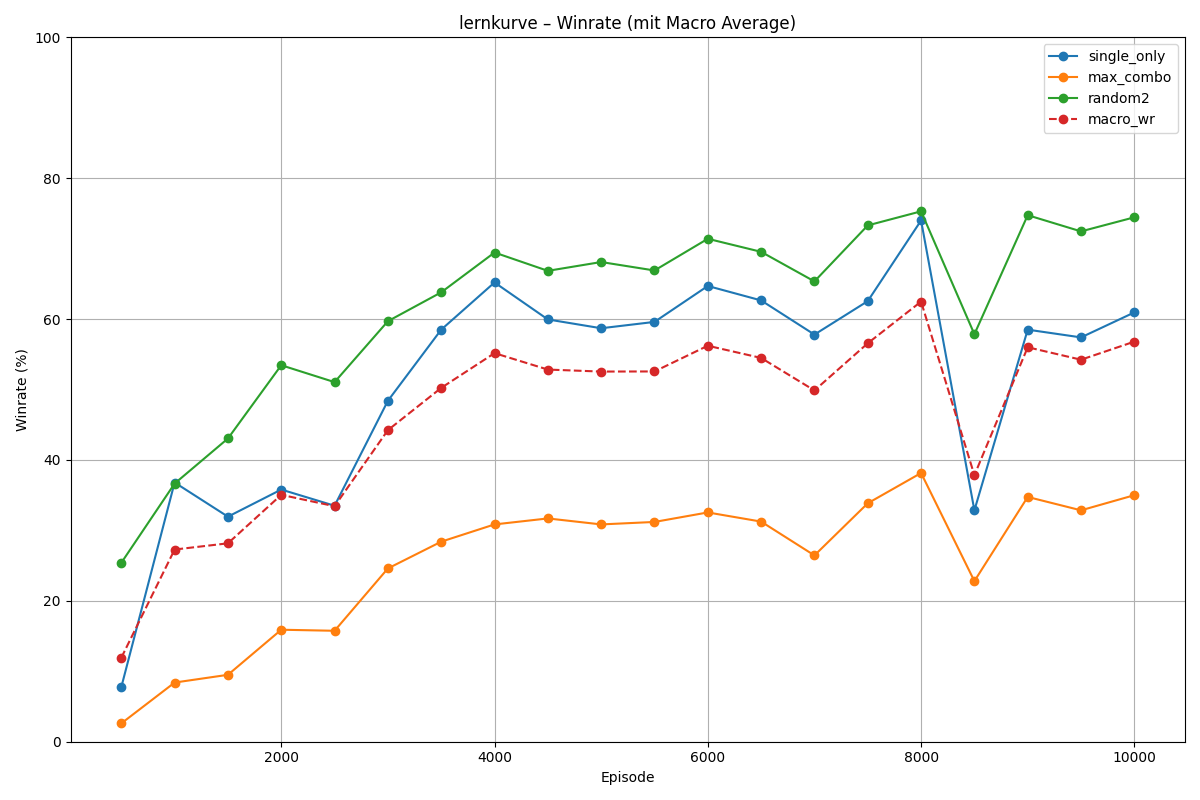 lernkurve – Winrate (mit Macro Average)
100
80
60
40
20
0
Winrate (%)
single_only
max_combo
random2
macro_wr
2000
4000
6000
8000
10000
Episode